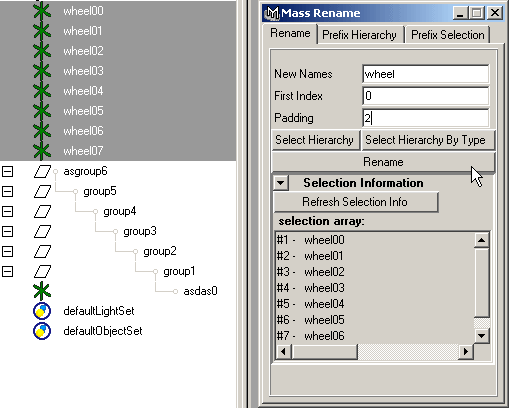 wheel00
wheel01
wheel02
wheel03
wheel04
wheel05
wheel06
wheel07
asgroup6
group5
group4
group3
group2
group1
asdas0
defaultLightSet
defaultObjectSet
Mass Rename
Rename Prefix Hierarchy Prefix Selection
New Names wheel
First Index 0
Padding 2
Select Hierarchy Select Hierarchy By Type
Rename
Selection Information
Refresh Selection Info
selection array:
#1 - wheel00
#2 - wheel01
#3 - wheel02
#4 - wheel03
#5 - wheel04
#6 - wheel05
#7 - wheel06